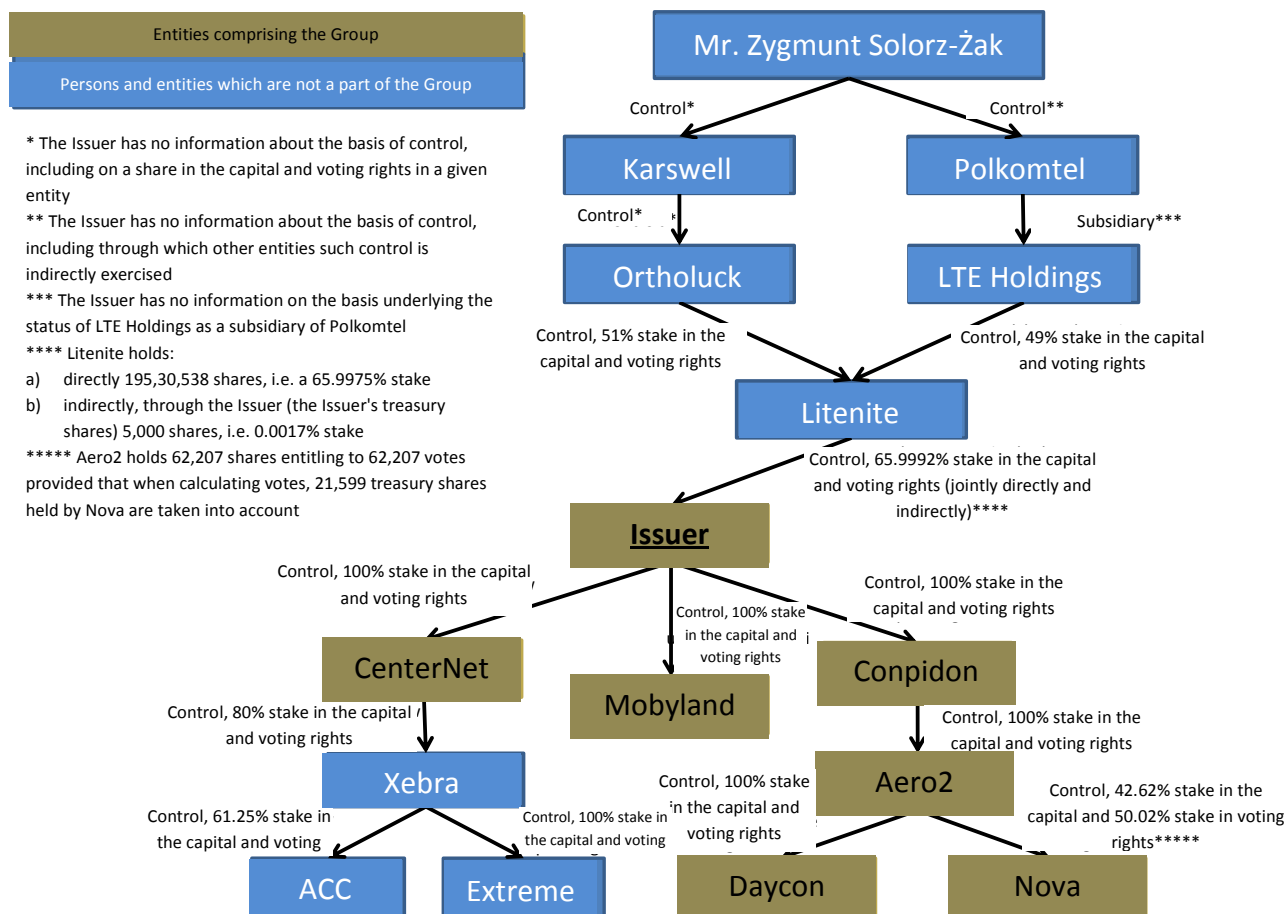 Entities comprising the Group
Persons and entities which are not a part of the Group
* The Issuer has no information about the basis of control,
including on a share in the capital and voting rights in a given
entity
** The Issuer has no information about the basis of control,
including through which other entities such control is
indirectly exercised
*** The Issuer has no information on the basis underlying the
status of LTE Holdings as a subsidiary of Polkomtel
**** Litenite holds:
a) directly 195,30,538 shares, i.e. a 65.9975% stake
b) indirectly, through the Issuer (the Issuer's treasury
shares) 5,000 shares, i.e. 0.0017% stake
***** Aero2 holds 62,207 shares entitling to 62,207 votes
provided that when calculating votes, 21,599 treasury shares
held by Nova are taken into account
Mr. Zygmunt Solorz-Żak
Control*
Control**
Karswell
Polkomtel
Control*
Subsidiary***
Ortholuck
LTE Holdings
Control, 51% stake in the
capital and voting rights
Control, 49% stake in the capital
and voting rights
Litenite
Control, 65.9992% stake in the capital
and voting rights (jointly directly and
indirectly)****
Issuer
Control, 100% stake in the capital
and voting rights
Control, 100% stake
in the capital and
voting rights
Control, 100% stake in the
capital and voting rights
CenterNet
Mobyland
Conpidon
Control, 80% stake in the capital
and voting rights
Control, 100% stake in the
capital and voting rights
Xebra
Aero2
Control, 61.25% stake in
the capital and voting
Control, 100% stake in
the capital and voting
Control, 100% stake
in the capital and
voting rights
Control, 42.62% stake in the
capital and 50.02% stake in voting
rights*****
ACC
Extreme
Daycon
Nova